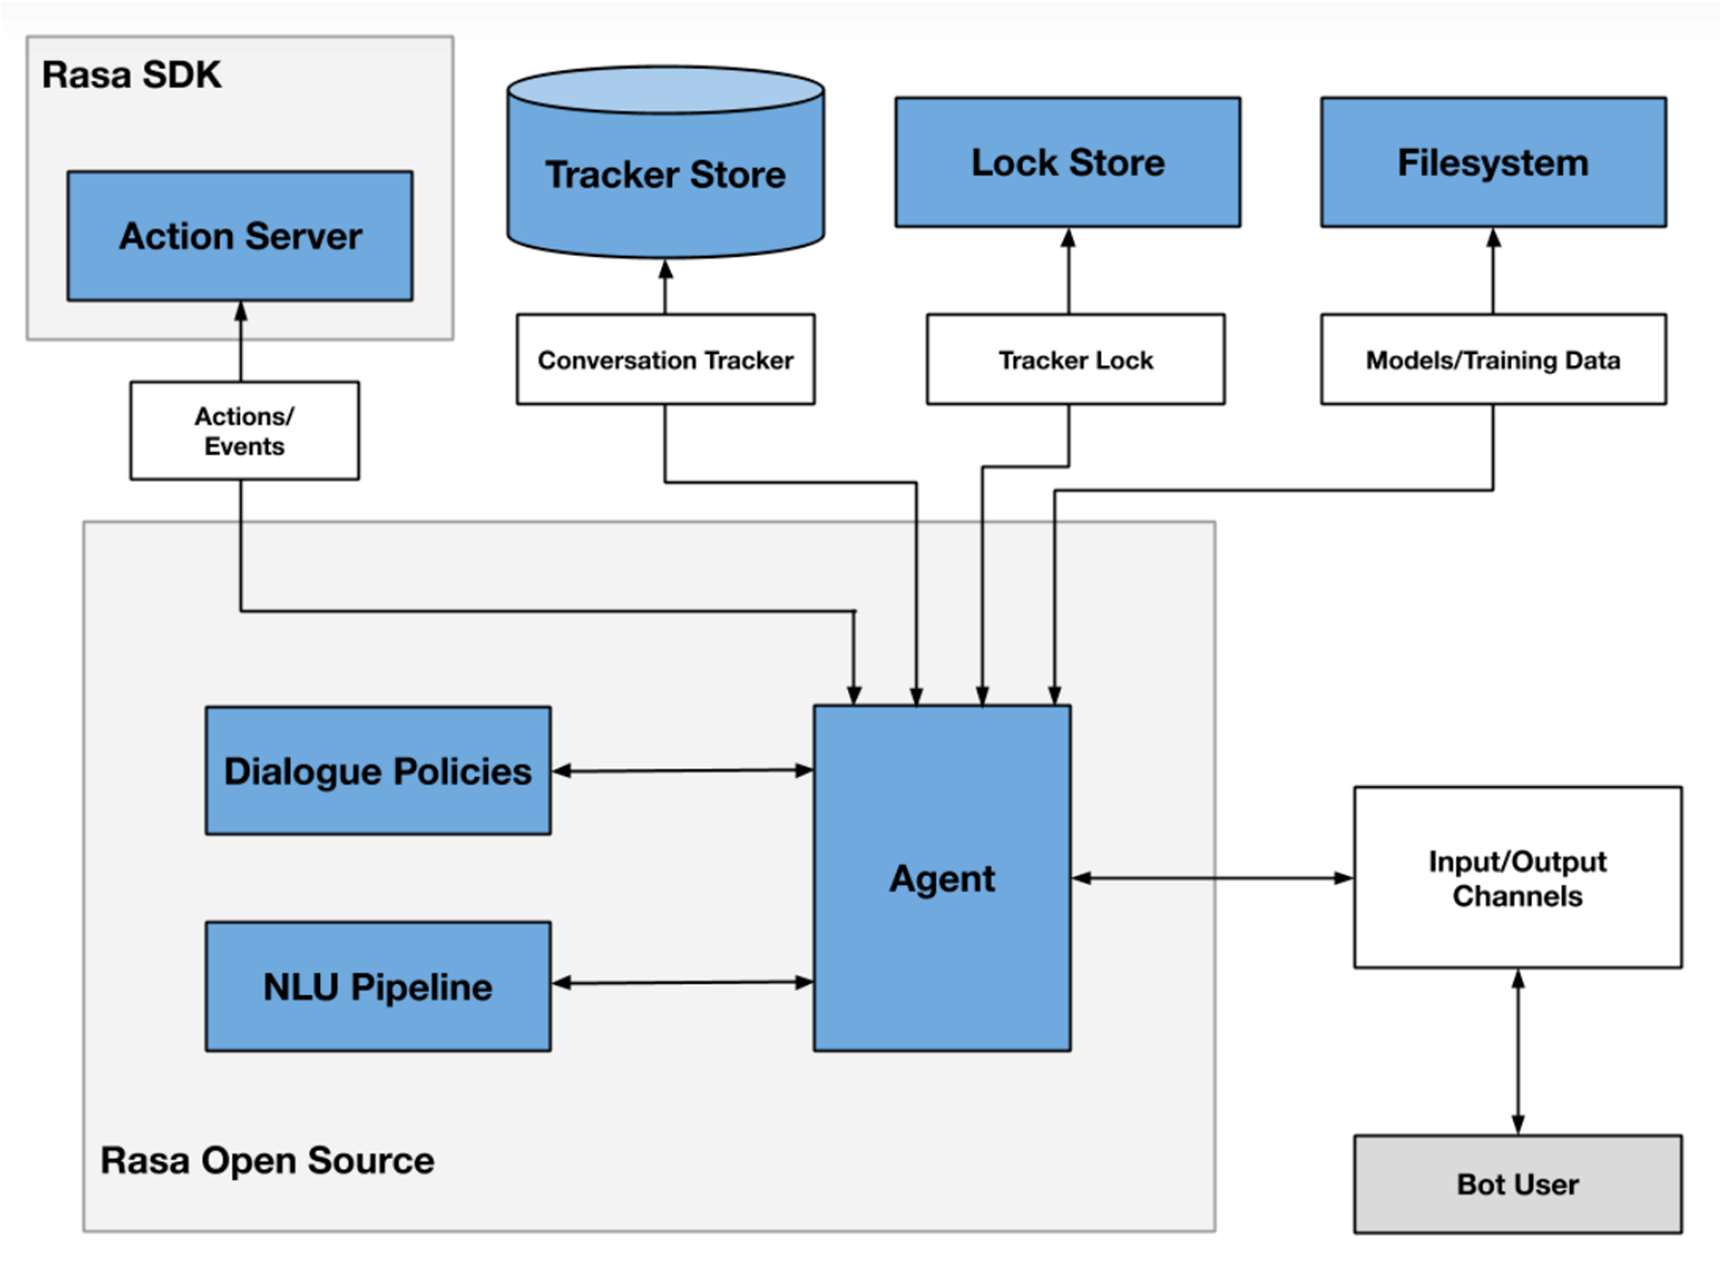 Rasa SDK
Action Server
Tracker Store
Lock Store
Filesystem
Actions/
Events
Conversation Tracker
Tracker Lock
Models/Training Data
Dialogue Policies
NLU Pipeline
Agent
Input/Output
Channels
Rasa Open Source
Bot User